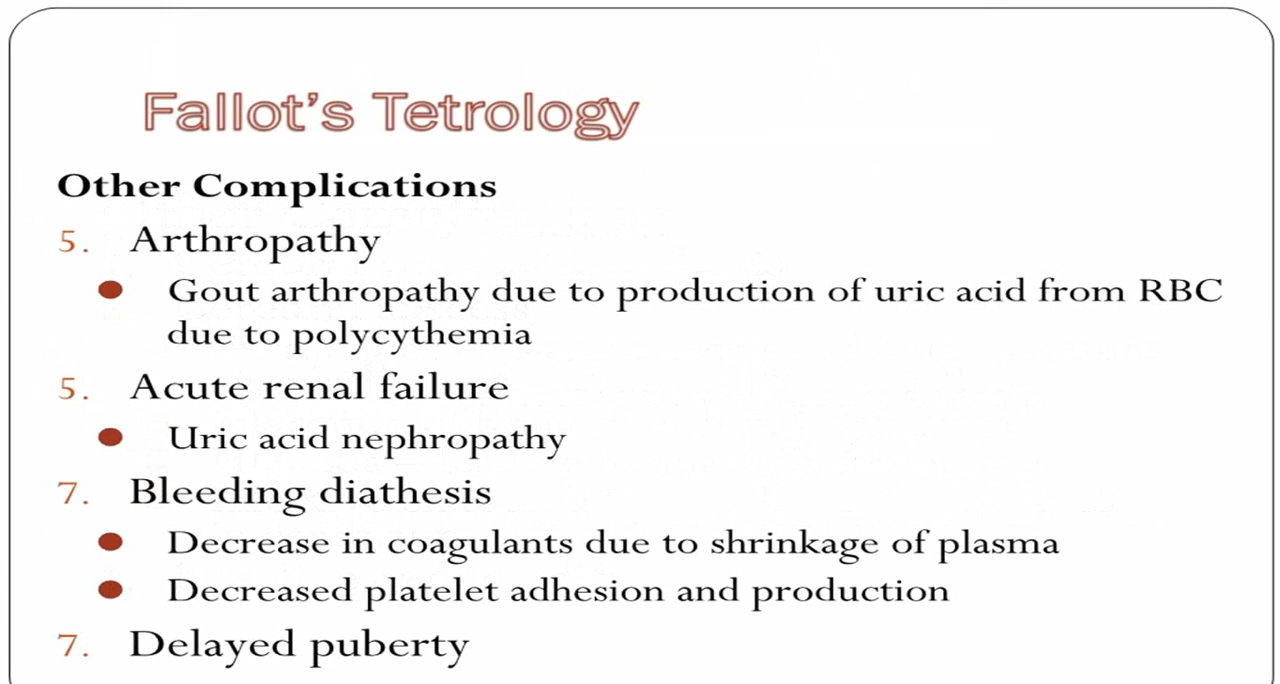 Fallot's Tetrology
Other Complications
5. Arthropathy
● Gout arthropathy due to production of uric acid from RBC
due to polycythemia
5. Acute renal failure
● Uric acid nephropathy
7. Bleeding diathesis
● Decrease in coagulants due to shrinkage of plasma
● Decreased platelet adhesion and production
7. Delayed puberty